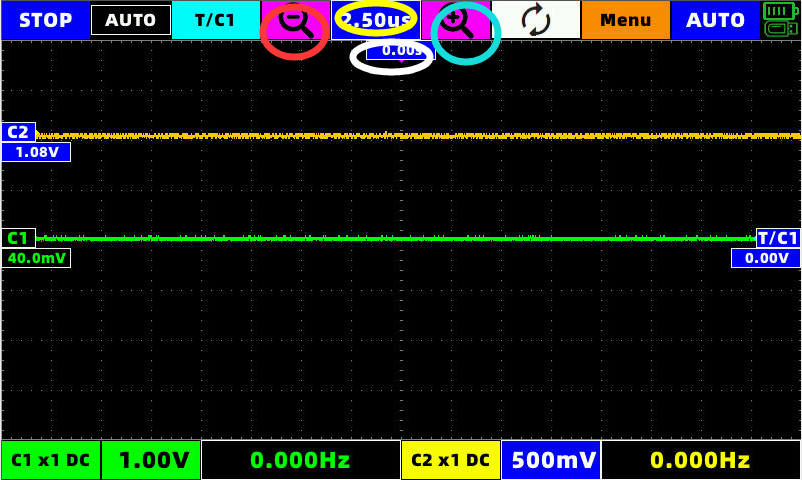 STOP AUTO T/C1 2.50us Menu AUTO
0.00s
C2
1.08V
C1 T/C1
40.0mV 0.00V
C1 x1 DC 1.00V 0.000Hz C2 x1 DC 500mV 0.000Hz